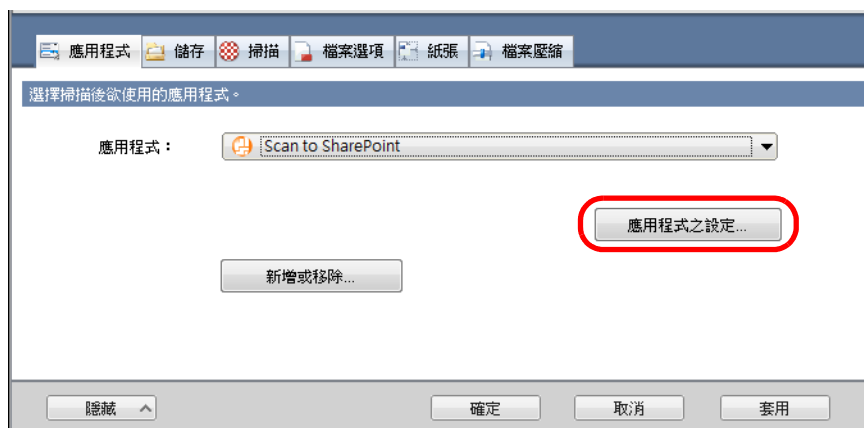 應用程式 儲存 掃描 檔案選項 紙張 檔案壓縮
選擇掃描後欲使用的應用程式。
應用程式： Scan to SharePoint
應用程式之設定...
新增或移除...
隱藏 確定 取消 套用